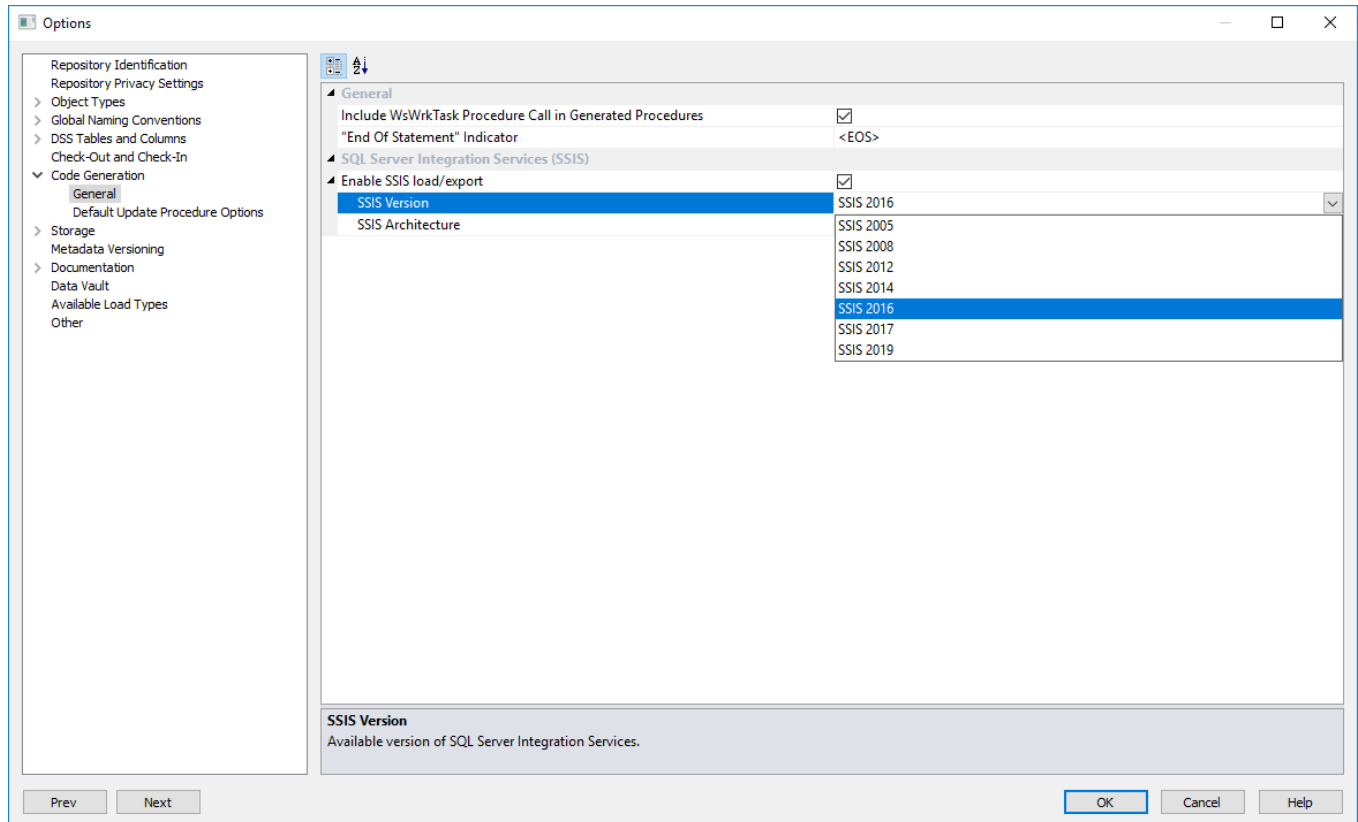 Options
Repository Identification
Repository Privacy Settings
Object Types
Global Naming Conventions
DSS Tables and Columns
Check-Out and Check-In
Code Generation
General
Default Update Procedure Options
Storage
Metadata Versioning
Documentation
Data Vault
Available Load Types
Other
General
Include WsWrkTask Procedure Call in Generated Procedures
"End Of Statement" Indicator <EOS>
SQL Server Integration Services (SSIS)
Enable SSIS load/export
SSIS Version SSIS 2016
SSIS Architecture
SSIS 2005
SSIS 2008
SSIS 2012
SSIS 2014
SSIS 2016
SSIS 2017
SSIS 2019
SSIS Version
Available version of SQL Server Integration Services.
Prev Next OK Cancel Help